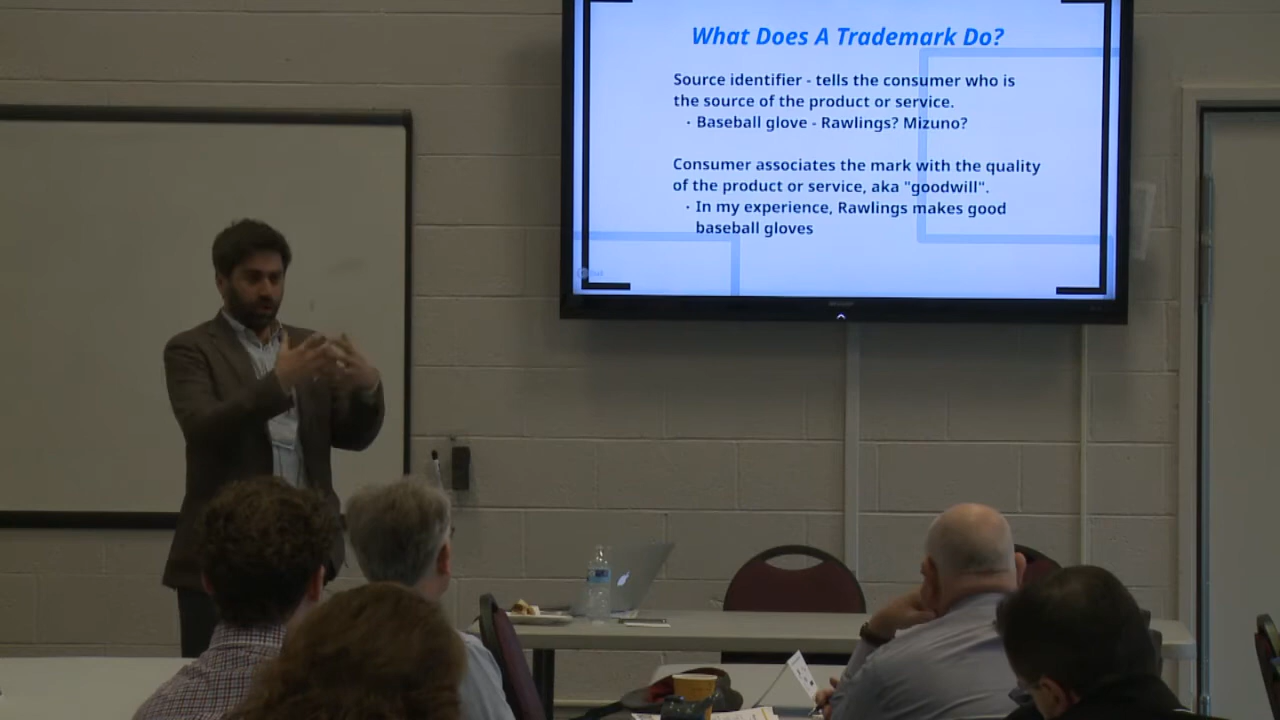 What Does A Trademark Do?
Source identifier - tells the consumer who is
the source of the product or service.
· Baseball glove - Rawlings? Mizuno?
Consumer associates the mark with the quality
of the product or service, aka "goodwill".
· In my experience, Rawlings makes good
baseball gloves